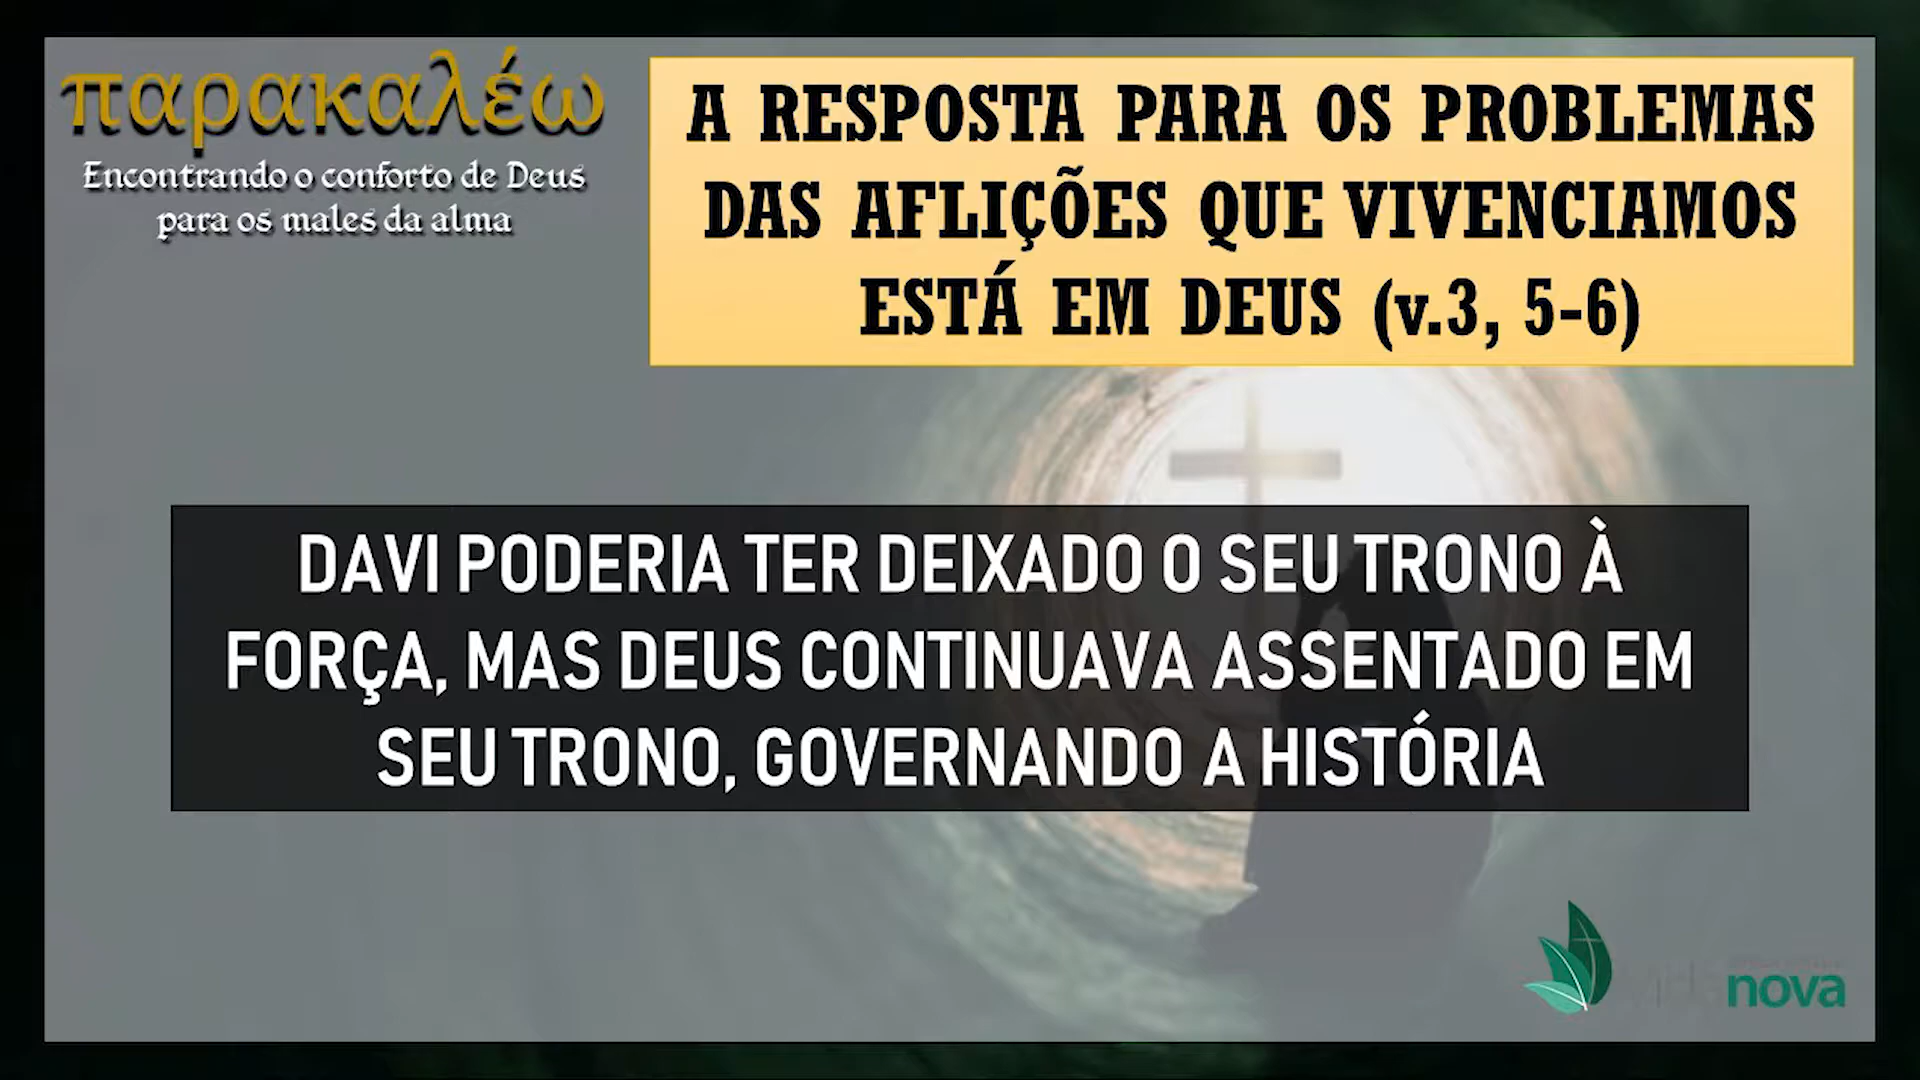 παρακαλέω
Encontrando o conforto de Deus
para os males da alma
A RESPOSTA PARA OS PROBLEMAS
DAS AFLIÇÕES QUE VIVENCIAMOS
ESTÁ EM DEUS (v.3, 5-6)
DAVI PODERIA TER DEIXADO O SEU TRONO À
FORÇA, MAS DEUS CONTINUAVA ASSENTADO EM
SEU TRONO, GOVERNANDO A HISTÓRIA
nova